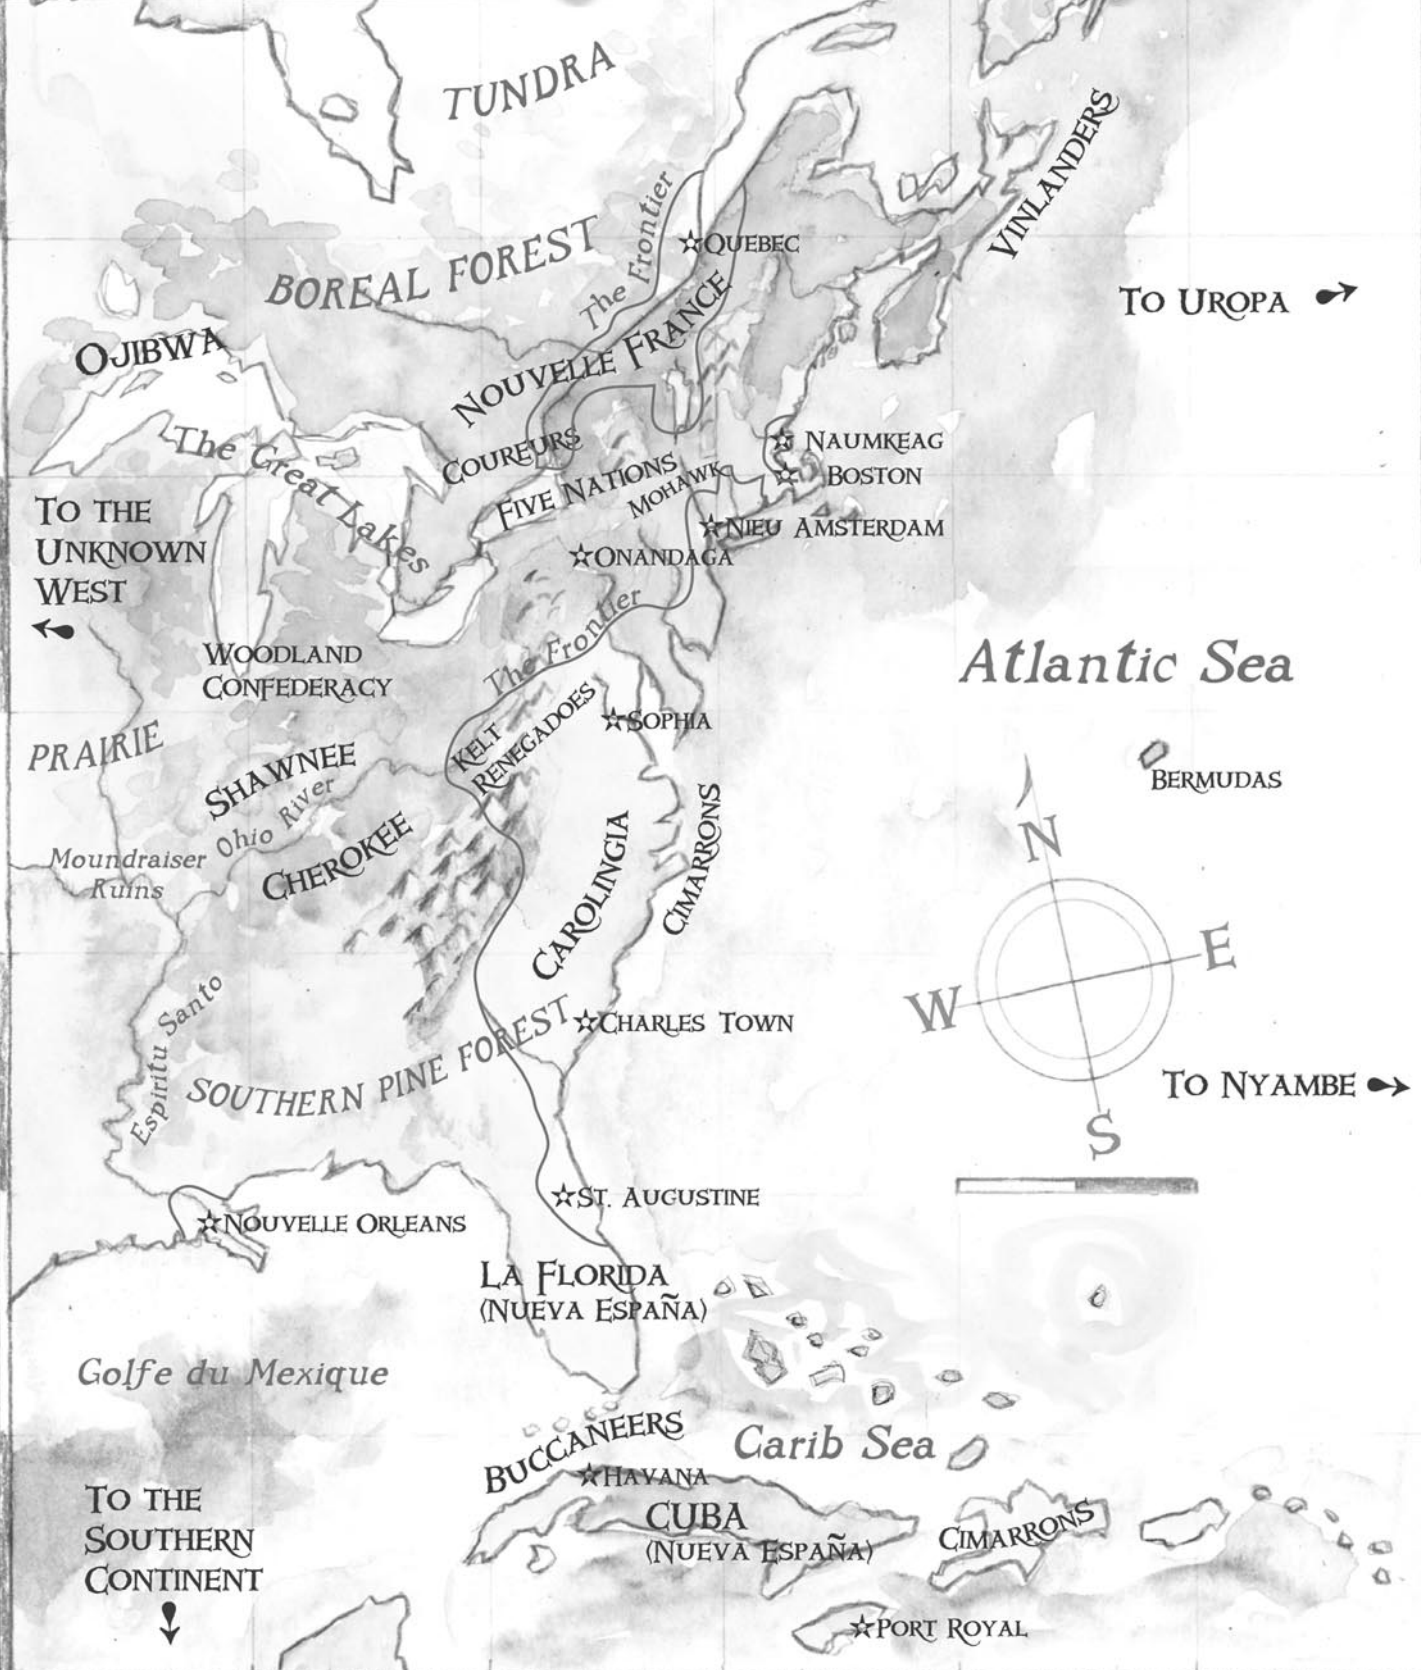 TUNDRA
VINLANDERS
The Frontier
QUEBEC
BOREAL FOREST
TO UROPA
OJIBWA
NOUVELLE FRANCE
The Great Lakes
COUREURS
NAUMKEAG
FIVE NATIONS
MOHAWK
BOSTON
TO THE
UNKNOWN
WEST
NIEU AMSTERDAM
ONANDAGA
The Frontier
WOODLAND
CONFEDERACY
Atlantic Sea
KELT
RENEGADOES
SOPHIA
PRAIRIE
SHAWNEE
BERMUDAS
Ohio River
CIMARRONS
N
Moundraiser
Ruins
CHEROKEE
CAROLINGIA
E
W
Espiritu Santo
CHARLES TOWN
SOUTHERN PINE FOREST
TO NYAMBE
S
ST. AUGUSTINE
NOUVELLE ORLEANS
LA FLORIDA
(NUEVA ESPAÑA)
Golfe du Mexique
BUCCANEERS
Carib Sea
HAVANA
TO THE
SOUTHERN
CONTINENT
CUBA
(NUEVA ESPAÑA)
CIMARRONS
PORT ROYAL